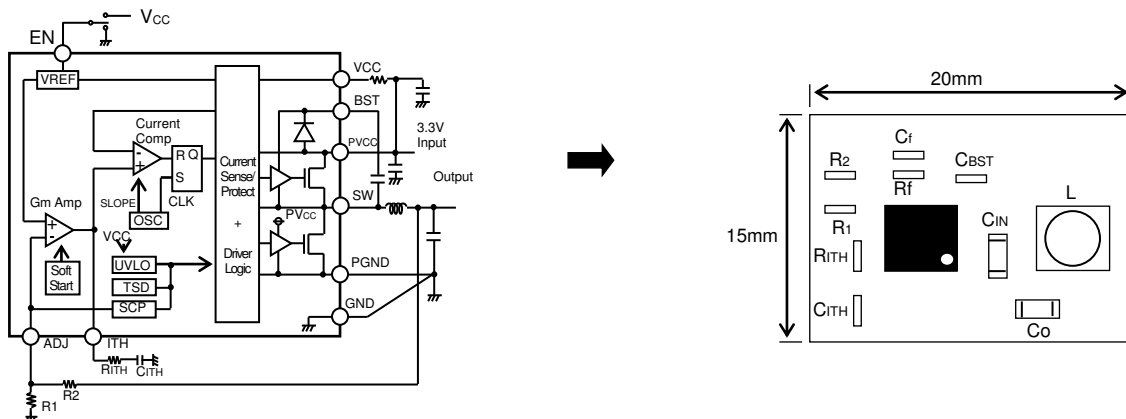 EN
VCC
VREF
VCC
BST
Current
Comp
-
+
R Q
S
CLK
SLOPE
OSC
Current
Sense/
Protect
+
Driver
Logic
3.3V
Input
PVCC
Output
SW
PVCC
Gm Amp
+
-
VCC
UVLO
TSD
SCP
Soft
Start
PGND
GND
ADJ
ITH
RITH
CITH
R2
R1
20mm
15mm
Cf
R2
Rf
CBST
R1
CIN
L
RITH
CITH
Co